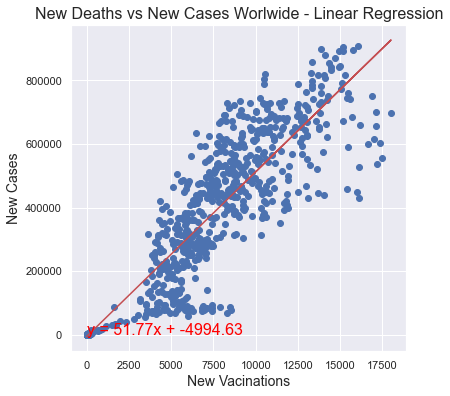 New Deaths vs New Cases Worlwide - Linear Regression
New Cases
800000
600000
400000
200000
0
y = 51.77x + -4994.63
0 2500 5000 7500 10000 12500 15000 17500
New Vacinations